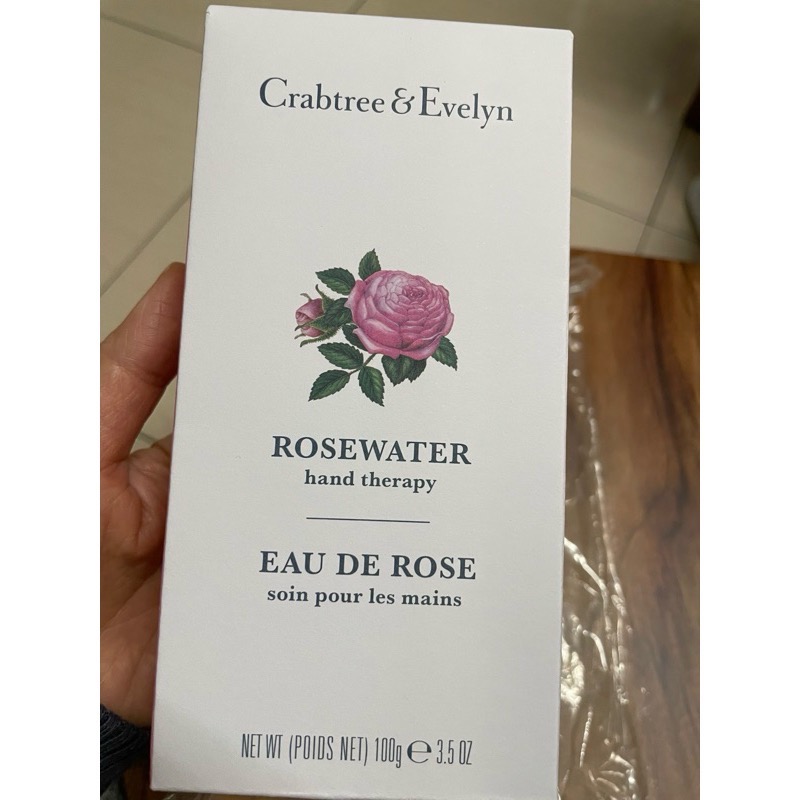 Crabtree & Evelyn
ROSEWATER
hand therapy
EAU DE ROSE
soin pour les mains
NET WT (POIDS NET) 100g ℮ 3.5 OZ